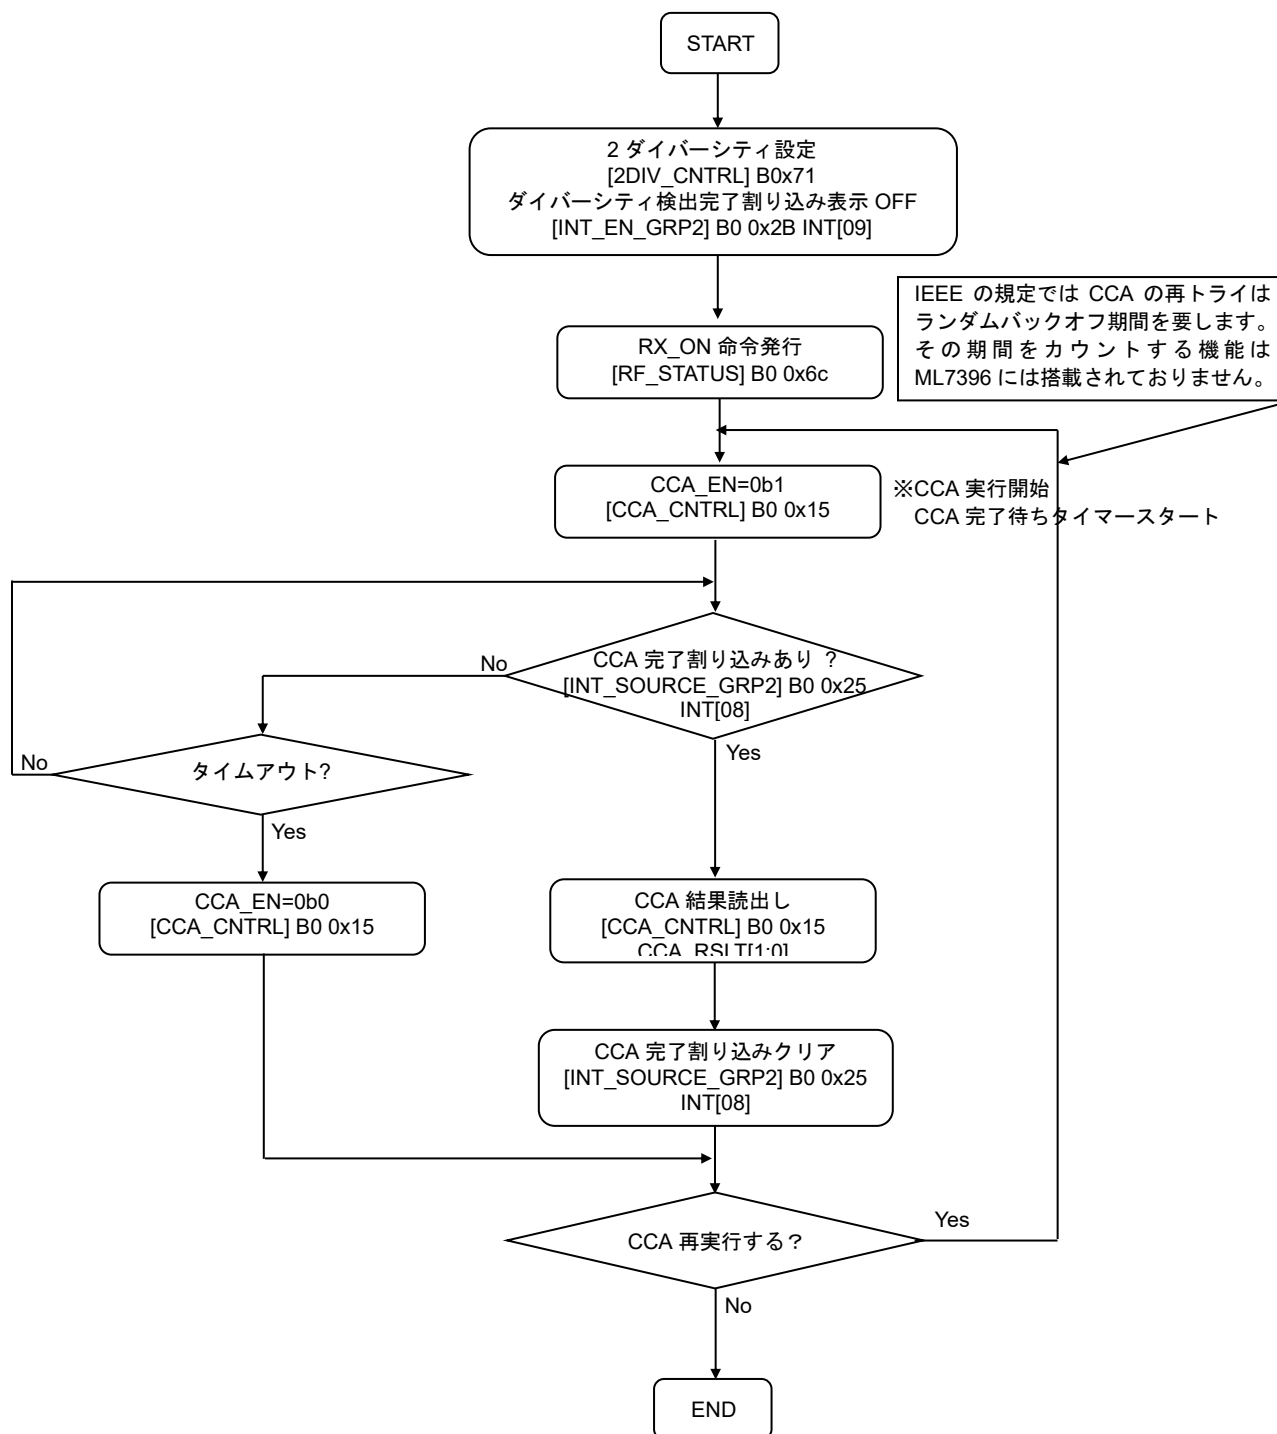 START
2 ダイバーシティ設定
[2DIV_CNTRL] B0x71
ダイバーシティ検出完了割り込み表示 OFF
[INT_EN_GRP2] B0 0x2B INT[09]
IEEE の規定では CCA の再トライは
ランダムバックオフ期間を要します。
その期間をカウントする機能は
ML7396 には搭載されておりません。
RX_ON 命令発行
[RF_STATUS] B0 0x6c
CCA_EN=0b1
[CCA_CNTRL] B0 0x15
※CCA 実行開始
CCA 完了待ちタイマースタート
CCA 完了割り込みあり ?
[INT_SOURCE_GRP2] B0 0x25
INT[08]
No
Yes
タイムアウト?
No
Yes
CCA_EN=0b0
[CCA_CNTRL] B0 0x15
CCA 結果読出し
[CCA_CNTRL] B0 0x15
CCA_RSLT[1:0]
CCA 完了割り込みクリア
[INT_SOURCE_GRP2] B0 0x25
INT[08]
CCA 再実行する?
Yes
No
END